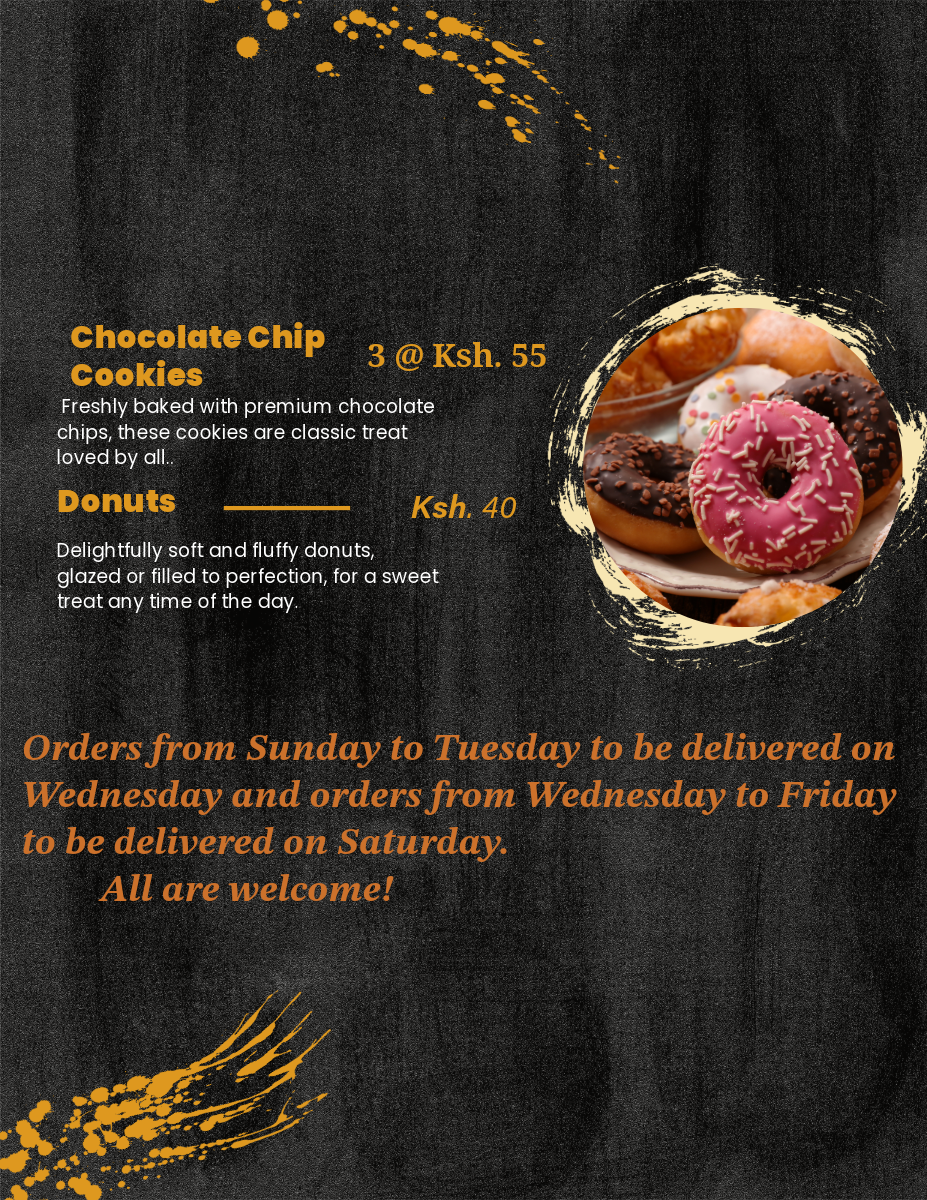 Chocolate Chip
Cookies
3 @ Ksh. 55
Freshly baked with premium chocolate
chips, these cookies are classic treat
loved by all..
Donuts
Ksh. 40
Delightfully soft and fluffy donuts,
glazed or filled to perfection, for a sweet
treat any time of the day.
Orders from Sunday to Tuesday to be delivered on
Wednesday and orders from Wednesday to Friday
to be delivered on Saturday.
All are welcome!